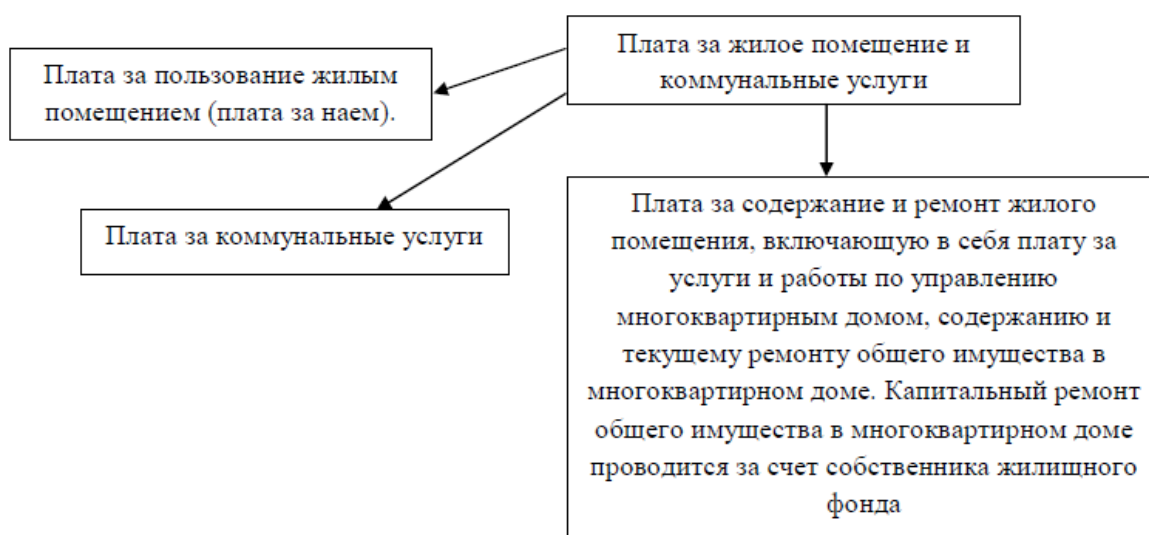 Плата за жилое помещение и
коммунальные услуги
Плата за пользование жилым
помещением (плата за наем).
Плата за коммунальные услуги
Плата за содержание и ремонт жилого
помещения, включающую в себя плату за
услуги и работы по управлению
многоквартирным домом, содержанию и
текущему ремонту общего имущества в
многоквартирном доме. Капитальный ремонт
общего имущества в многоквартирном доме
проводится за счет собственника жилищного
фонда